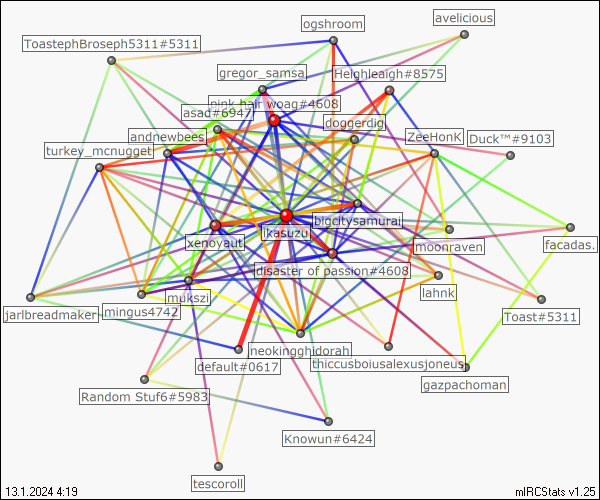 avelicious
ogshroom
ToastephBroseph5311#5311
gregor_samsa
Heighleigh#8575
pink hair woag#4608
asad#6947
doggerdig
andnewbees
ZeeHonK
Duck™#9103
turkey_mcnugget
bigcitysamurai
ikasuzu
xenoyauti
moonraven
facadas.
disaster of passion#4608
mukszi
lahnk
jarlbreadmaker
mingus4742
Toast#5311
neokingghidorah
default#0617
thiccusboiusalexusjoneus
gazpachoman
Random Stuf6#5983
Knowun#6424
tescoroll
13.1.2024 4:19
mIRCStats v1.25